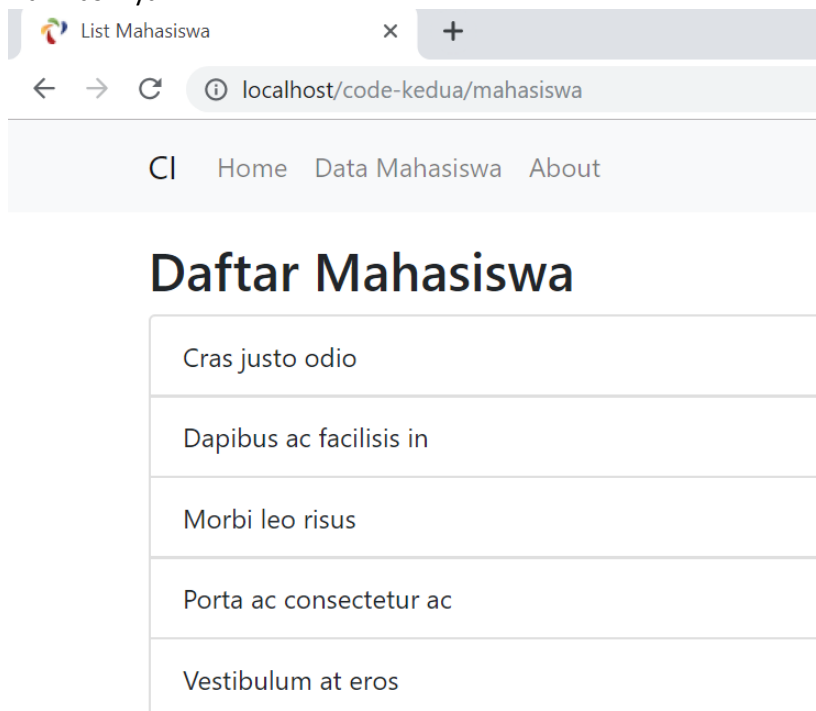 List Mahasiswa
localhost/code-kedua/mahasiswa
CI Home Data Mahasiswa About
Daftar Mahasiswa
Cras justo odio
Dapibus ac facilisis in
Morbi leo risus
Porta ac consectetur ac
Vestibulum at eros